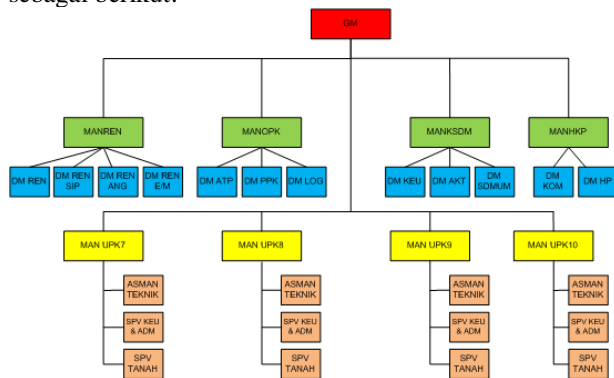 sebagai berikut:
GM
MANREN
MANOPK
MANKSDM
MANHKP
DM REN
DM REN
SIP
DM REN
ANG
DM REN
E/M
DM ATP
DM PPK
DM LOG
DM KEU
DM AKT
DM
SDMUM
DM
KOM
DM HP
MAN UPK7
MAN UPK8
MAN UPK9
MAN UPK10
ASMAN
TEKNIK
ASMAN
TEKNIK
ASMAN
TEKNIK
ASMAN
TEKNIK
SPV KEU
& ADM
SPV KEU
& ADM
SPV KEU
& ADM
SPV KEU
& ADM
SPV
TANAH
SPV
TANAH
SPV
TANAH
SPV
TANAH